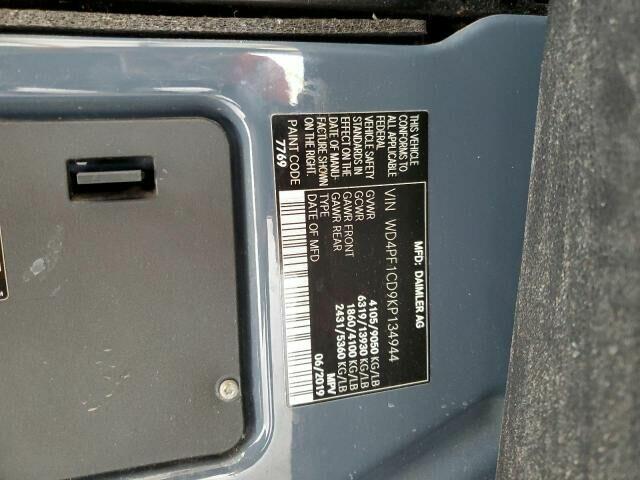 MFD: DAIMLER AG
VIN WD4PF1CD9KP134944
THIS VEHICLE
CONFORMS TO
ALL APPLICABLE
FEDERAL
VEHICLE SAFETY
STANDARDS IN
EFFECT ON THE
DATE OF MANU-
FACTURE SHOWN
ON THE RIGHT.
GVWR 4105/9050 KG/LB
GCWR 6319/13930 KG/LB
GAWR FRONT 1860/4100 KG/LB
GAWR REAR 2431/5360 KG/LB
TYPE MPV
DATE OF MFD 06/2019
PAINT CODE
7769